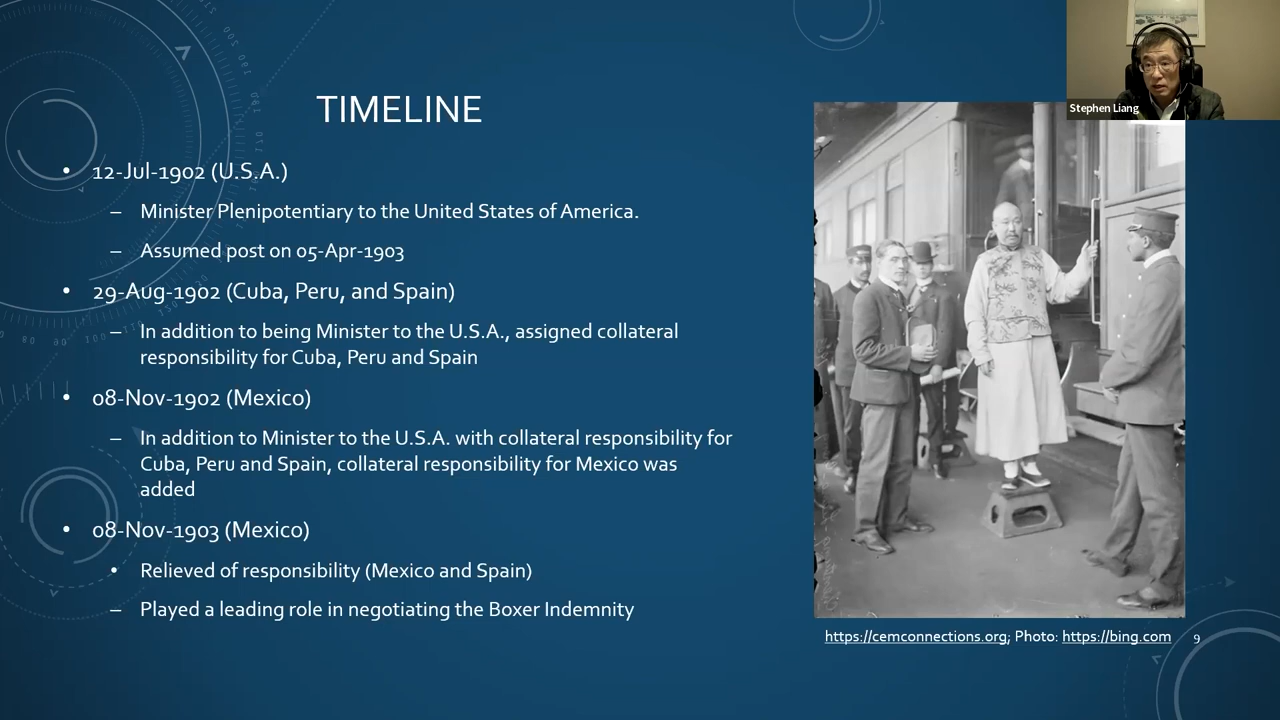 Stephen Liang
TIMELINE
• 12-Jul-1902 (U.S.A.)
– Minister Plenipotentiary to the United States of America.
– Assumed post on 05-Apr-1903
• 29-Aug-1902 (Cuba, Peru, and Spain)
– In addition to being Minister to the U.S.A., assigned collateral
responsibility for Cuba, Peru and Spain
• 08-Nov-1902 (Mexico)
– In addition to Minister to the U.S.A. with collateral responsibility for
Cuba, Peru and Spain, collateral responsibility for Mexico was
added
• 08-Nov-1903 (Mexico)
• Relieved of responsibility (Mexico and Spain)
– Played a leading role in negotiating the Boxer Indemnity
https://cemconnections.org; Photo: https://bing.com
9